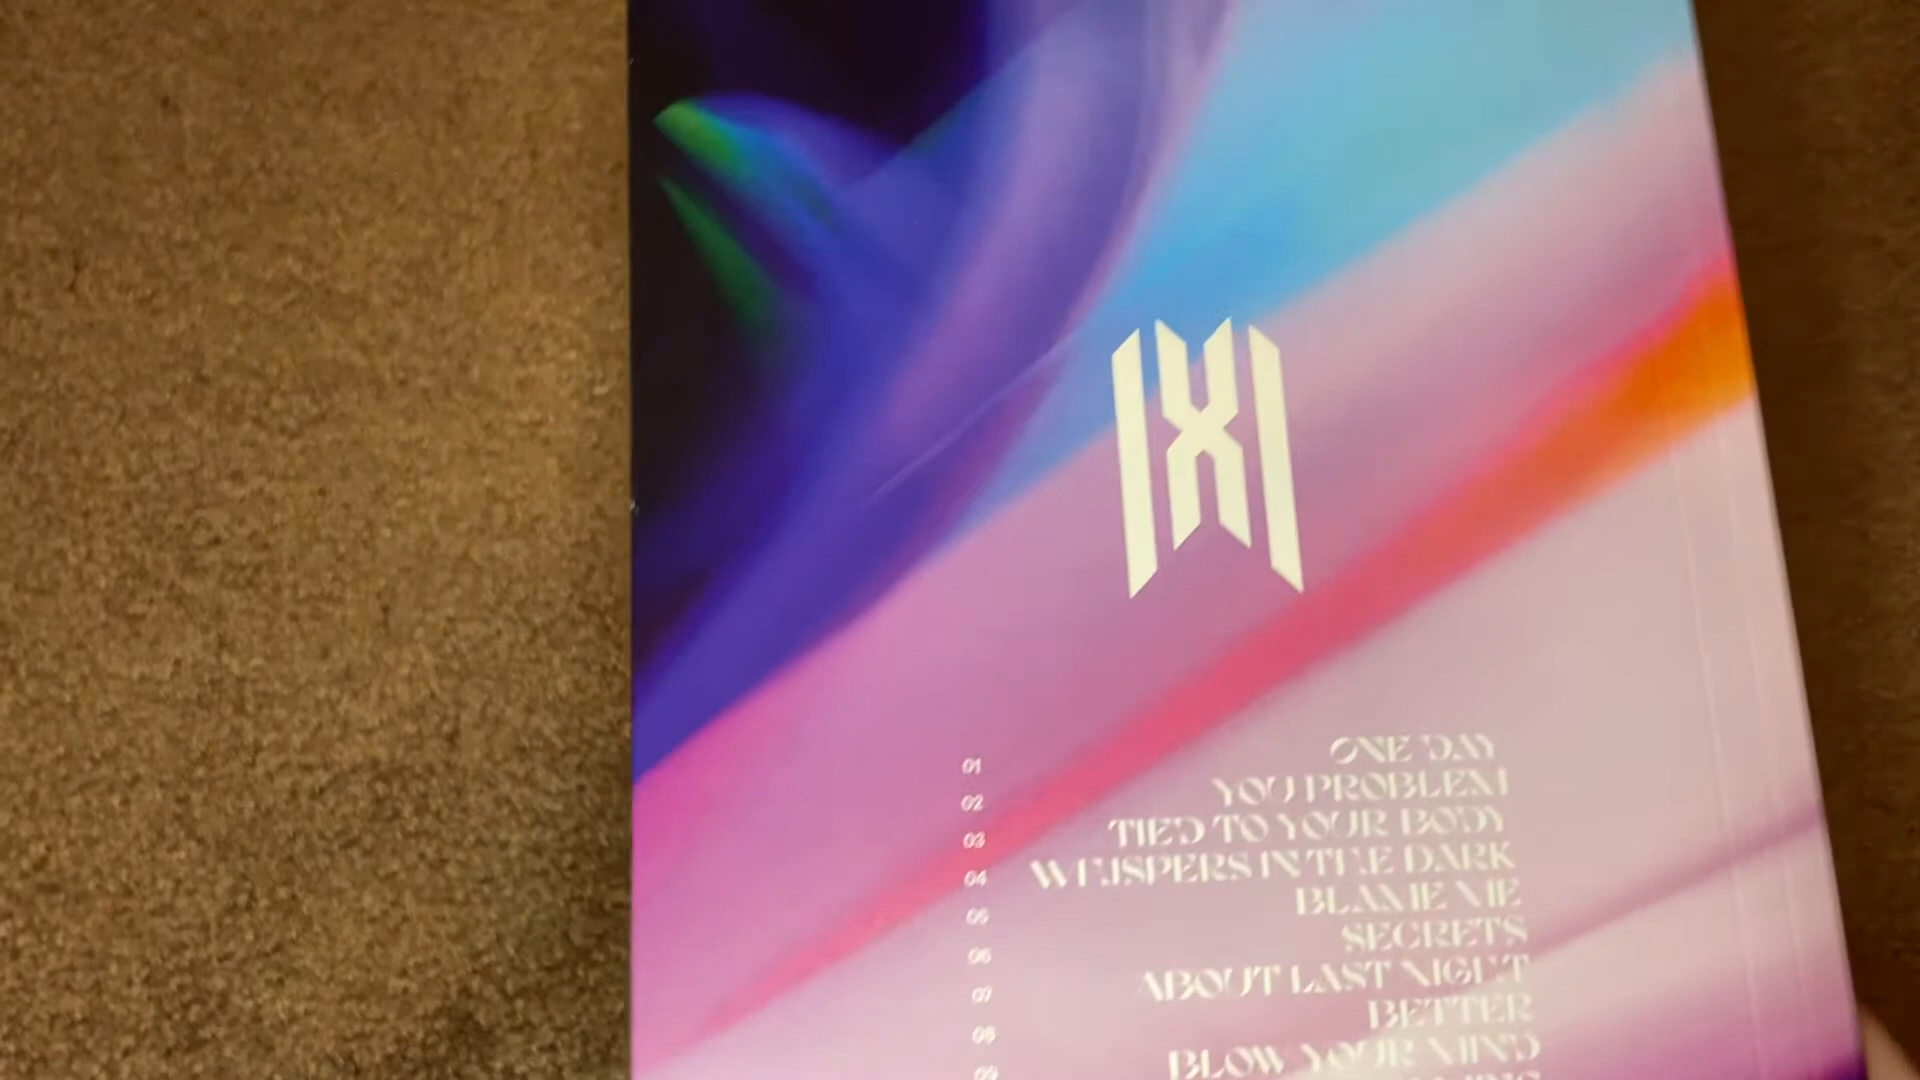 01 ONE DAY
02 YOU PROBLEM
03 TIED TO YOUR BODY
04 WHISPERS IN THE DARK
05 BLAME ME
06 SECRETS
07 ABOUT LAST NIGHT
08 BETTER
09 BLOW YOUR MIND